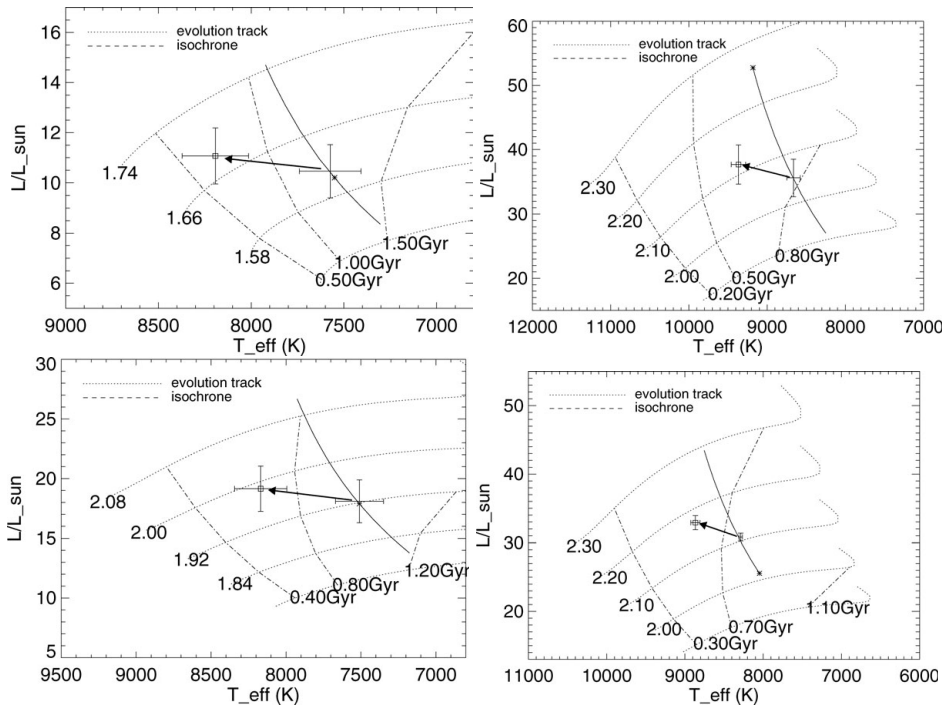 16
14
12
10
8
6
L/L_sun
evolution track
isochrone
1.74
1.66
1.58
1.50Gyr
1.00Gyr
0.50Gyr
9000 8500 8000 7500 7000
T_eff (K)
60
50
40
30
20
L/L_sun
evolution track
isochrone
2.30
2.20
2.10
2.00
0.80Gyr
0.50Gyr
0.20Gyr
12000 11000 10000 9000 8000 7000
T_eff (K)
30
25
20
15
10
5
L/L_sun
evolution track
isochrone
2.08
2.00
1.92
1.84
1.20Gyr
0.80Gyr
0.40Gyr
9500 9000 8500 8000 7500 7000
T_eff (K)
50
40
30
20
L/L_sun
evolution track
isochrone
2.30
2.20
2.10
2.00
1.10Gyr
0.70Gyr
0.30Gyr
11000 10000 9000 8000 7000 6000
T_eff (K)